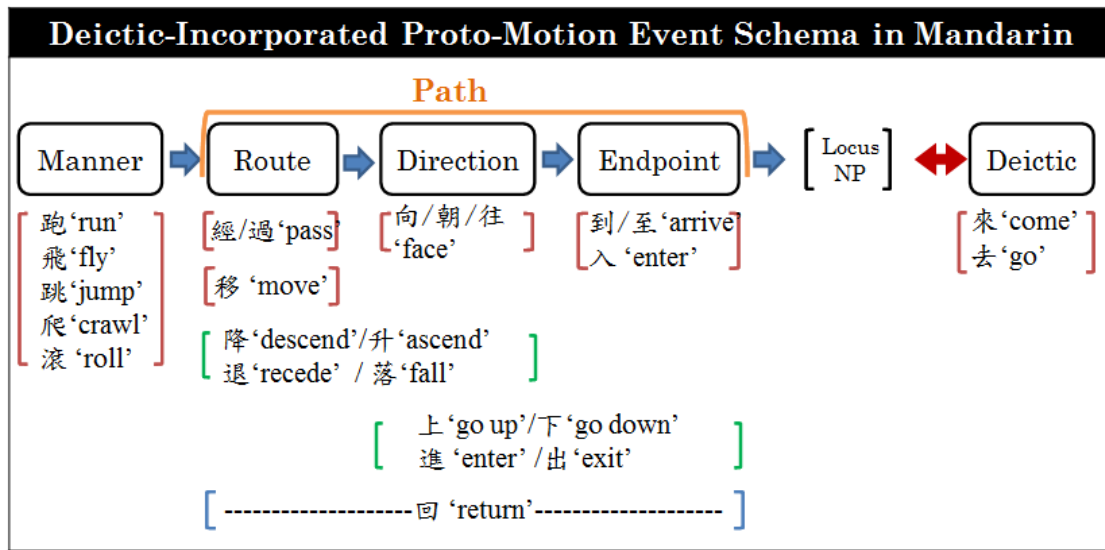 Deictic-Incorporated Proto-Motion Event Schema in Mandarin
Path
Manner
Route
Direction
Endpoint
Locus
NP
Deictic
跑‘run’
飛‘fly’
跳‘jump’
爬‘crawl’
滾 ‘roll’
經/過‘pass’
移 ‘move’
向/朝/往
‘face’
到/至‘arrive’
入 ‘enter’
來‘come’
去‘go’
降‘descend’/升‘ascend’
退‘recede’ / 落‘fall’
上‘go up’/下‘go down’
進 ‘enter’ /出‘exit’
--------------------回 ‘return’--------------------